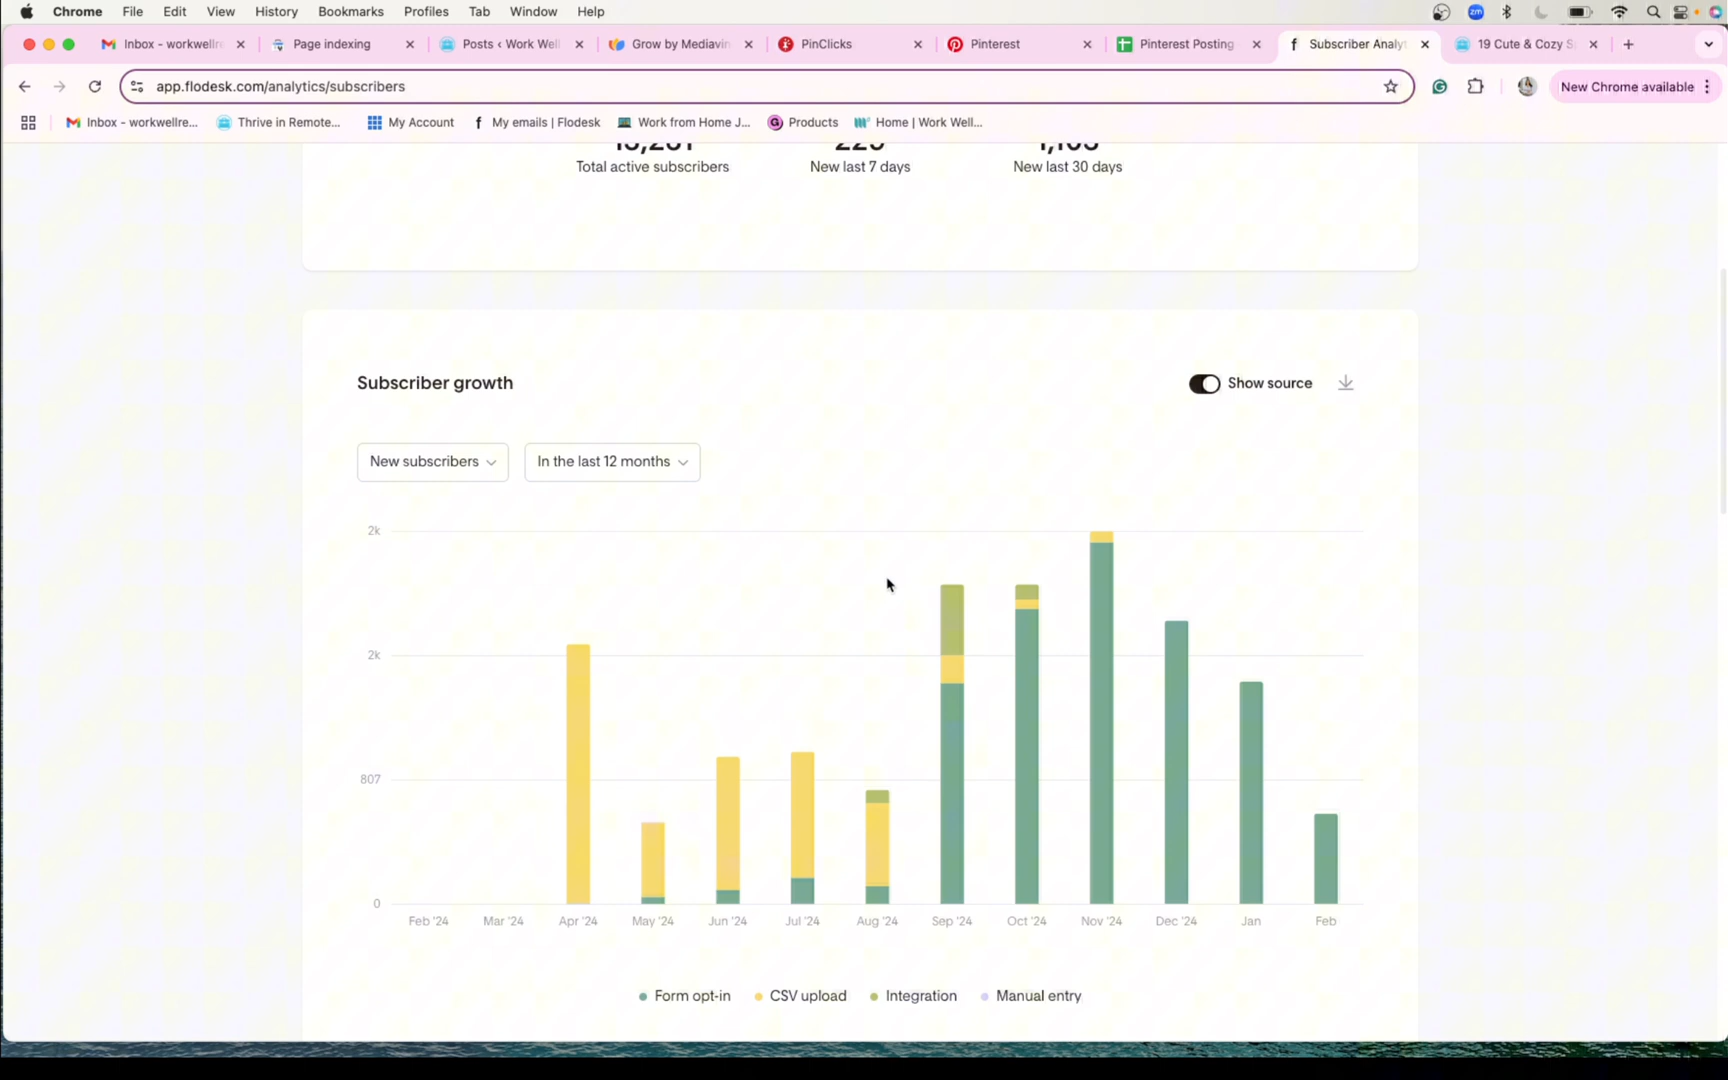 Chrome File Edit View History Bookmarks Profiles Tab Window Help
zm
Inbox - workwellre
Page indexing
Posts ‹ Work Well
Grow by Mediavin
PinClicks
Pinterest
Pinterest Posting
Subscriber Analyt
19 Cute & Cozy S
app.flodesk.com/analytics/subscribers
New Chrome available
Inbox - workwellre...
Thrive in Remote...
My Account
My emails | Flodesk
Work from Home J...
Products
Home | Work Well...
Total active subscribers
New last 7 days
New last 30 days
Subscriber growth
Show source
New subscribers
In the last 12 months
2k
2k
807
0
Feb '24 Mar '24 Apr '24 May '24 Jun '24 Jul '24 Aug '24 Sep '24 Oct '24 Nov '24 Dec '24 Jan Feb
Form opt-in CSV upload Integration Manual entry